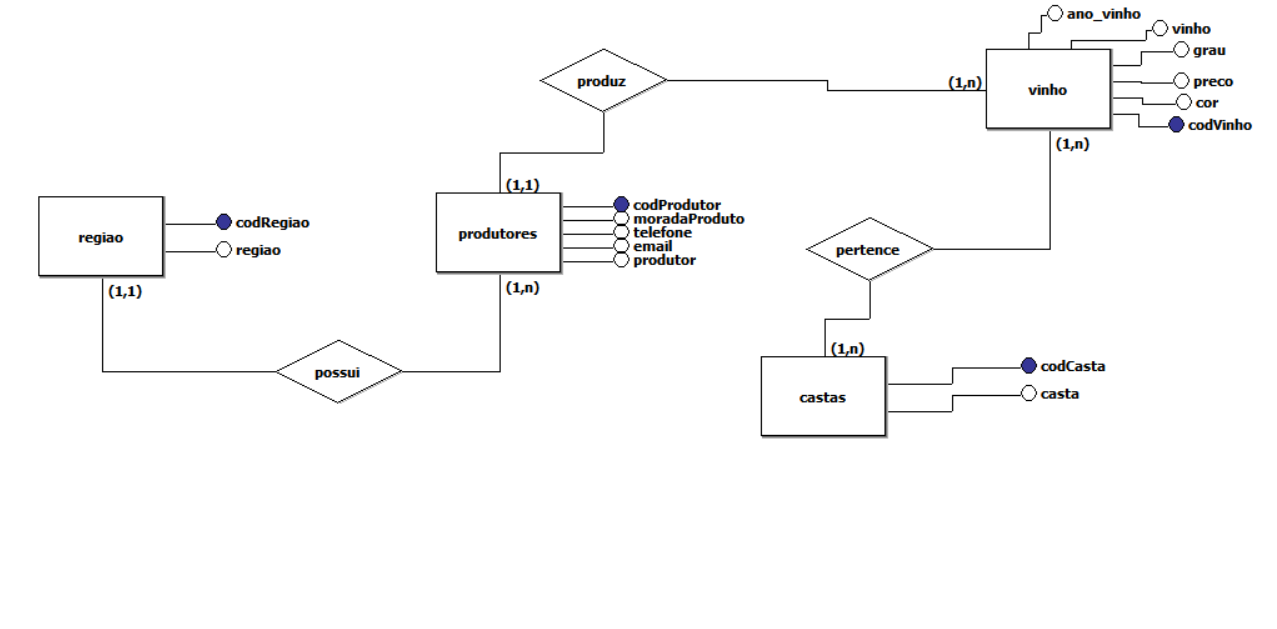 ano_vinho
vinho
grau
produz
(1,n)
vinho
preco
cor
codVinho
(1,n)
(1,1)
codProdutor
moradaProduto
telefone
email
produtor
produtores
codRegiao
regiao
regiao
pertence
(1,1)
(1,n)
(1,n)
possui
codCasta
casta
castas